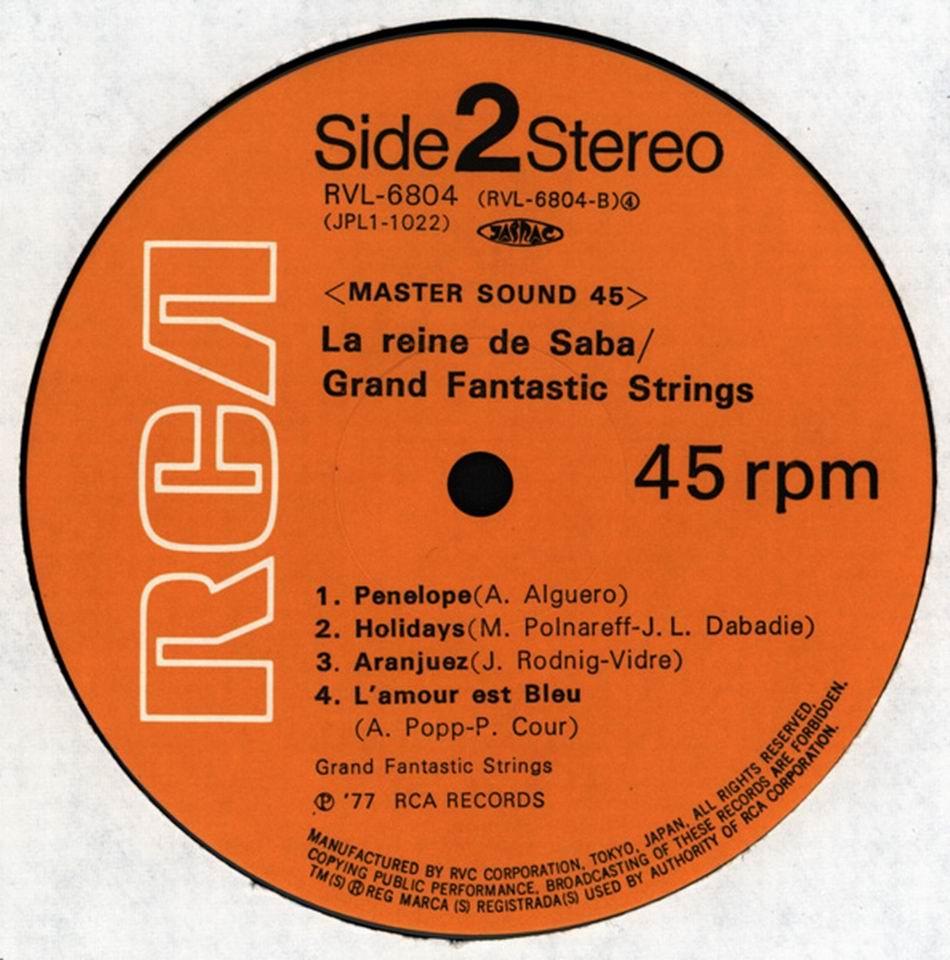 Side 2 Stereo
RVL-6804 (RVL-6804-B)④
(JPL1-1022) JASRAC
<MASTER SOUND 45>
La reine de Saba/
Grand Fantastic Strings
45 rpm
RCA
1. Penelope(A. Alguero)
2. Holidays(M. Polnareff-J. L. Dabadie)
3. Aranjuez(J. Rodnig-Vidre)
4. L'amour est Bleu
(A. Popp-P. Cour)
Grand Fantastic Strings
Ⓟ '77 RCA RECORDS
MANUFACTURED BY RVC CORPORATION, TOKYO, JAPAN, ALL RIGHTS RESERVED,
COPYING PUBLIC PERFORMANCE, BROADCASTING OF THESE RECORDS ARE FORBIDDEN.
TM(S) ® REG MARCA (S) REGISTRADA(S) USED BY AUTHORITY OF RCA CORPORATION.